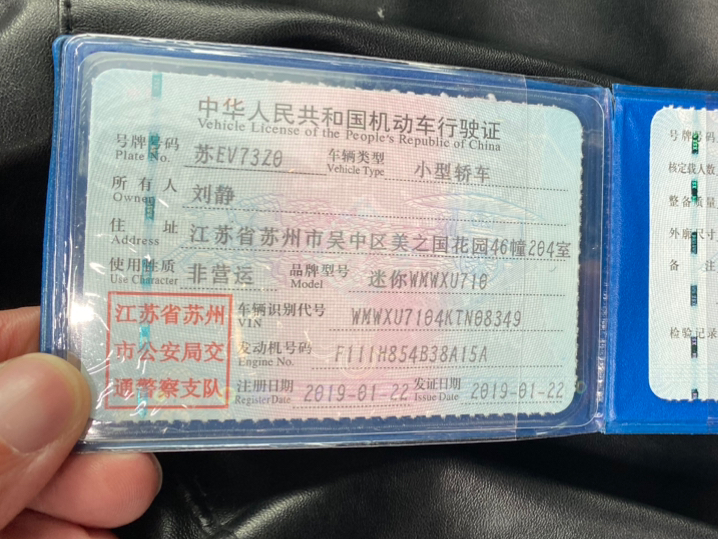 中华人民共和国机动车行驶证
Vehicle License of the People's Republic of China
号牌号码 苏EV73Z0 车辆类型 小型轿车
Plate No. Vehicle Type
所有人 刘静
Owner
住址 江苏省苏州市吴中区美之国花园46幢204室
Address
使用性质 非营运 品牌型号 迷你WMWXU710
Use Character Model
江苏省苏州
市公安局交
通警察支队
车辆识别代号 WMWXU7104KTN08349
VIN
发动机号码 F111H854B38A15A
Engine No.
注册日期 2019-01-22 发证日期 2019-01-22
Register Date Issue Date
号牌号码
核定载人数
整备质量
外廓尺寸
备注
检验记录